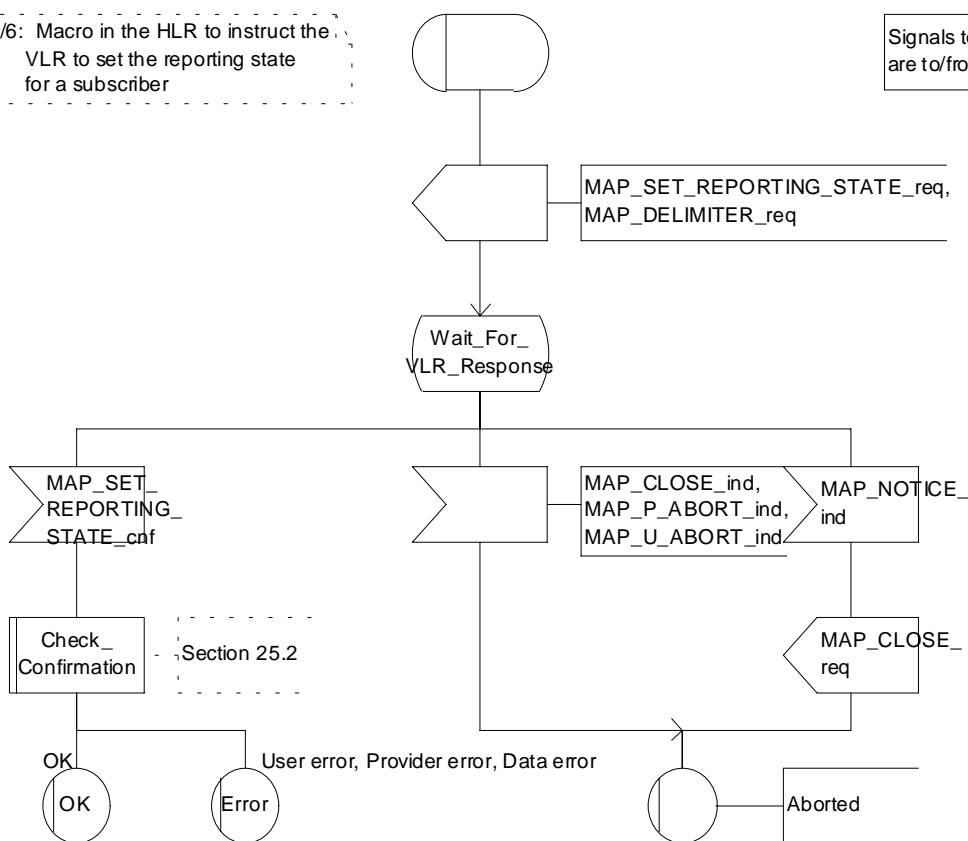 /6: Macro in the HLR to instruct the
VLR to set the reporting state
for a subscriber
Signals
are to/fro
MAP_SET_REPORTING_STATE_req,
MAP_DELIMITER_req
Wait_For_
VLR_Response
MAP_SET_
REPORTING_
STATE_cnf
MAP_CLOSE_ind,
MAP_P_ABORT_ind,
MAP_U_ABORT_ind
MAP_NOTICE_
ind
Check_
Confirmation
Section 25.2
MAP_CLOSE_
req
OK
User error, Provider error, Data error
OK
Error
Aborted